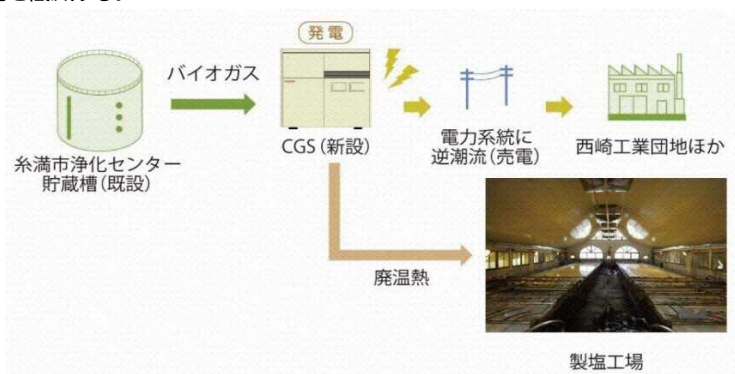 発電
バイオガス
糸満市浄化センター
貯蔵槽(既設)
CGS(新設)
電力系統に
逆潮流(売電)
西崎工業団地ほか
廃温熱
製塩工場